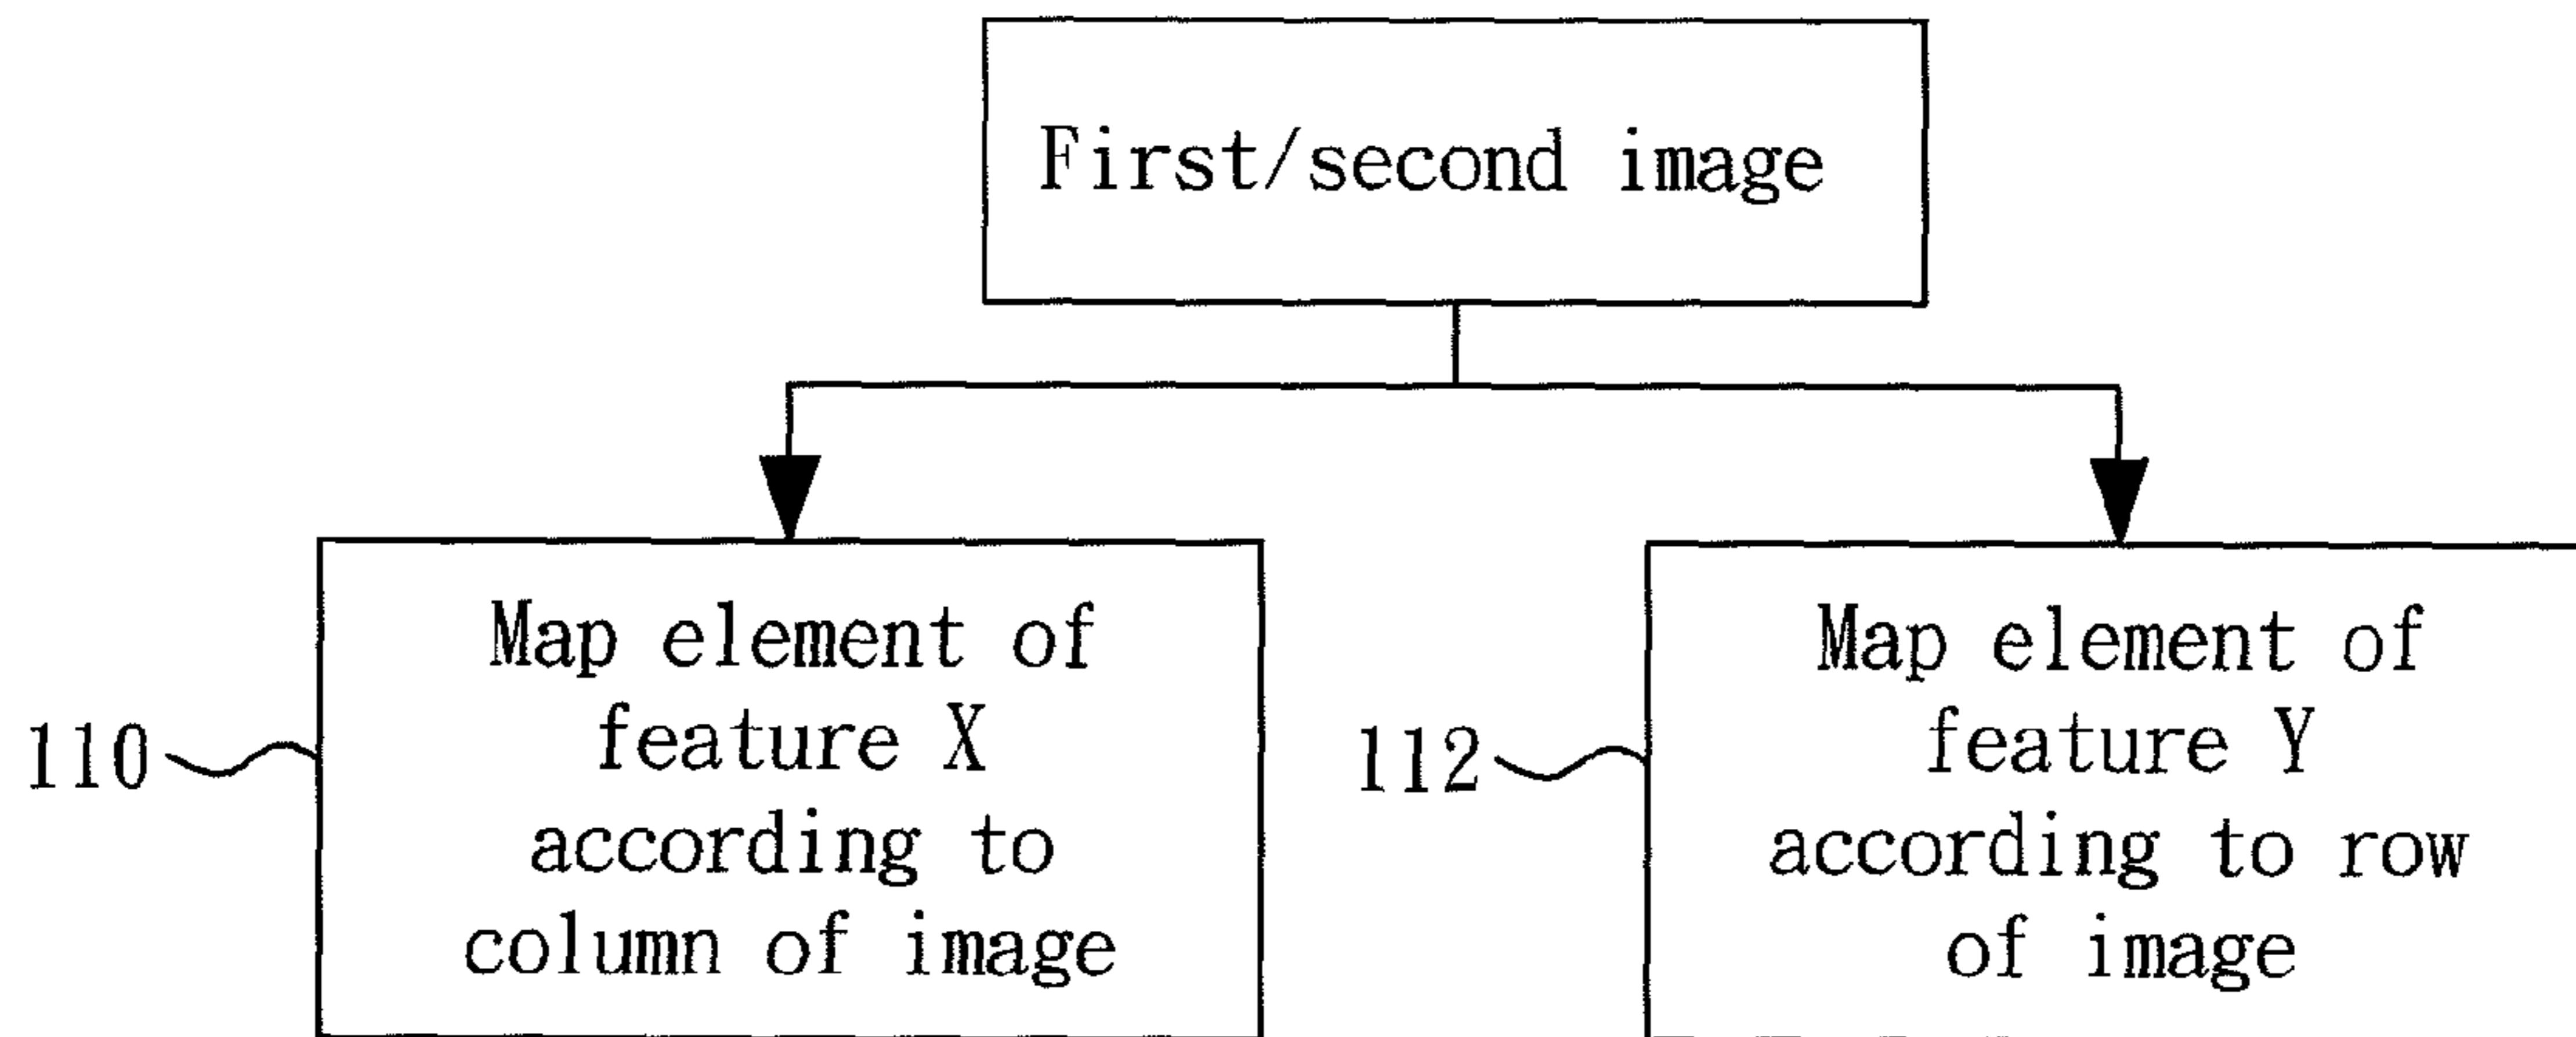 First/second image
Map element of
feature X
according to
column of image
110
Map element of
feature Y
according to row
of image
112